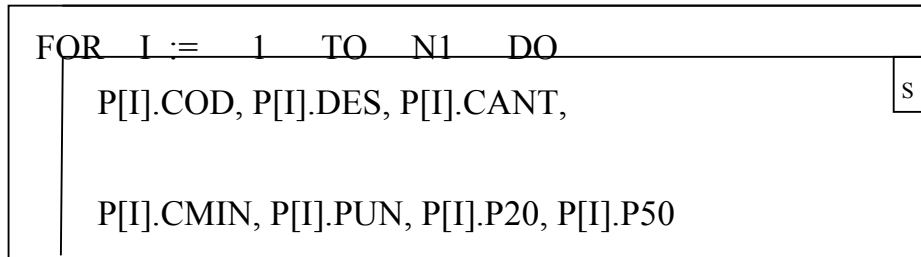 FOR I := 1 TO N1 DO
P[I].COD, P[I].DES, P[I].CANT,
S
P[I].CMIN, P[I].PUN, P[I].P20, P[I].P50